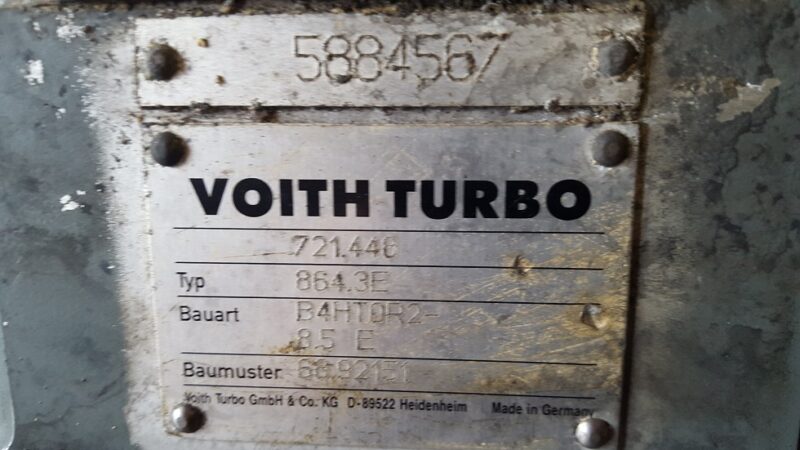 5884567
VOITH TURBO
721.446
Typ 864.3E
Bauart B4HTOR2-
8.5 E
Baumuster
Voith Turbo GmbH & Co. KG D-89522 Heidenheim Made in Germany